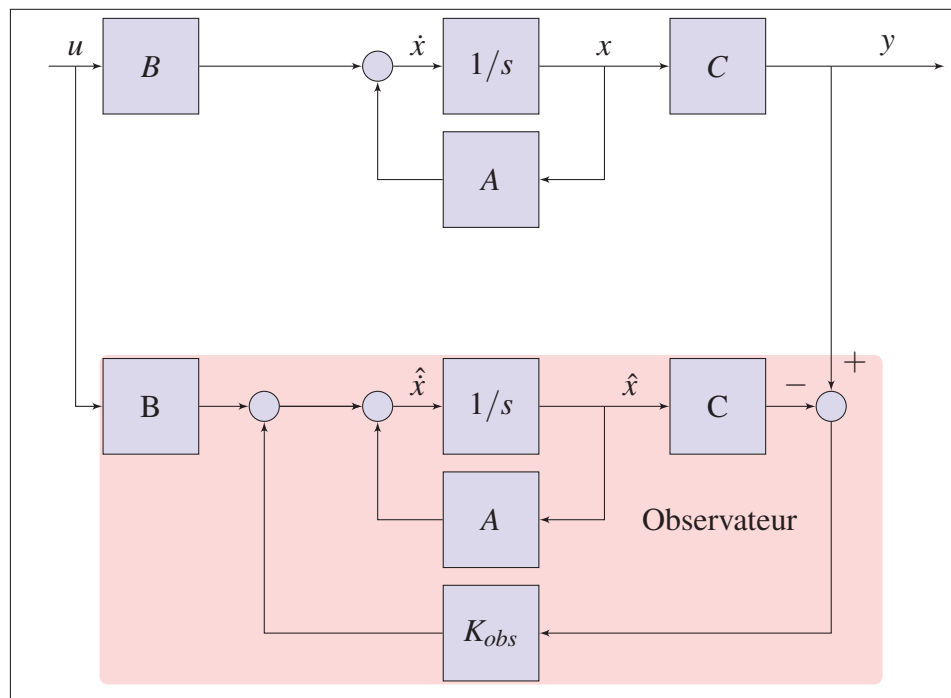 u B ẋ 1/s x C y
A
B x̂̇ 1/s x̂ C − +
A Observateur
K_obs